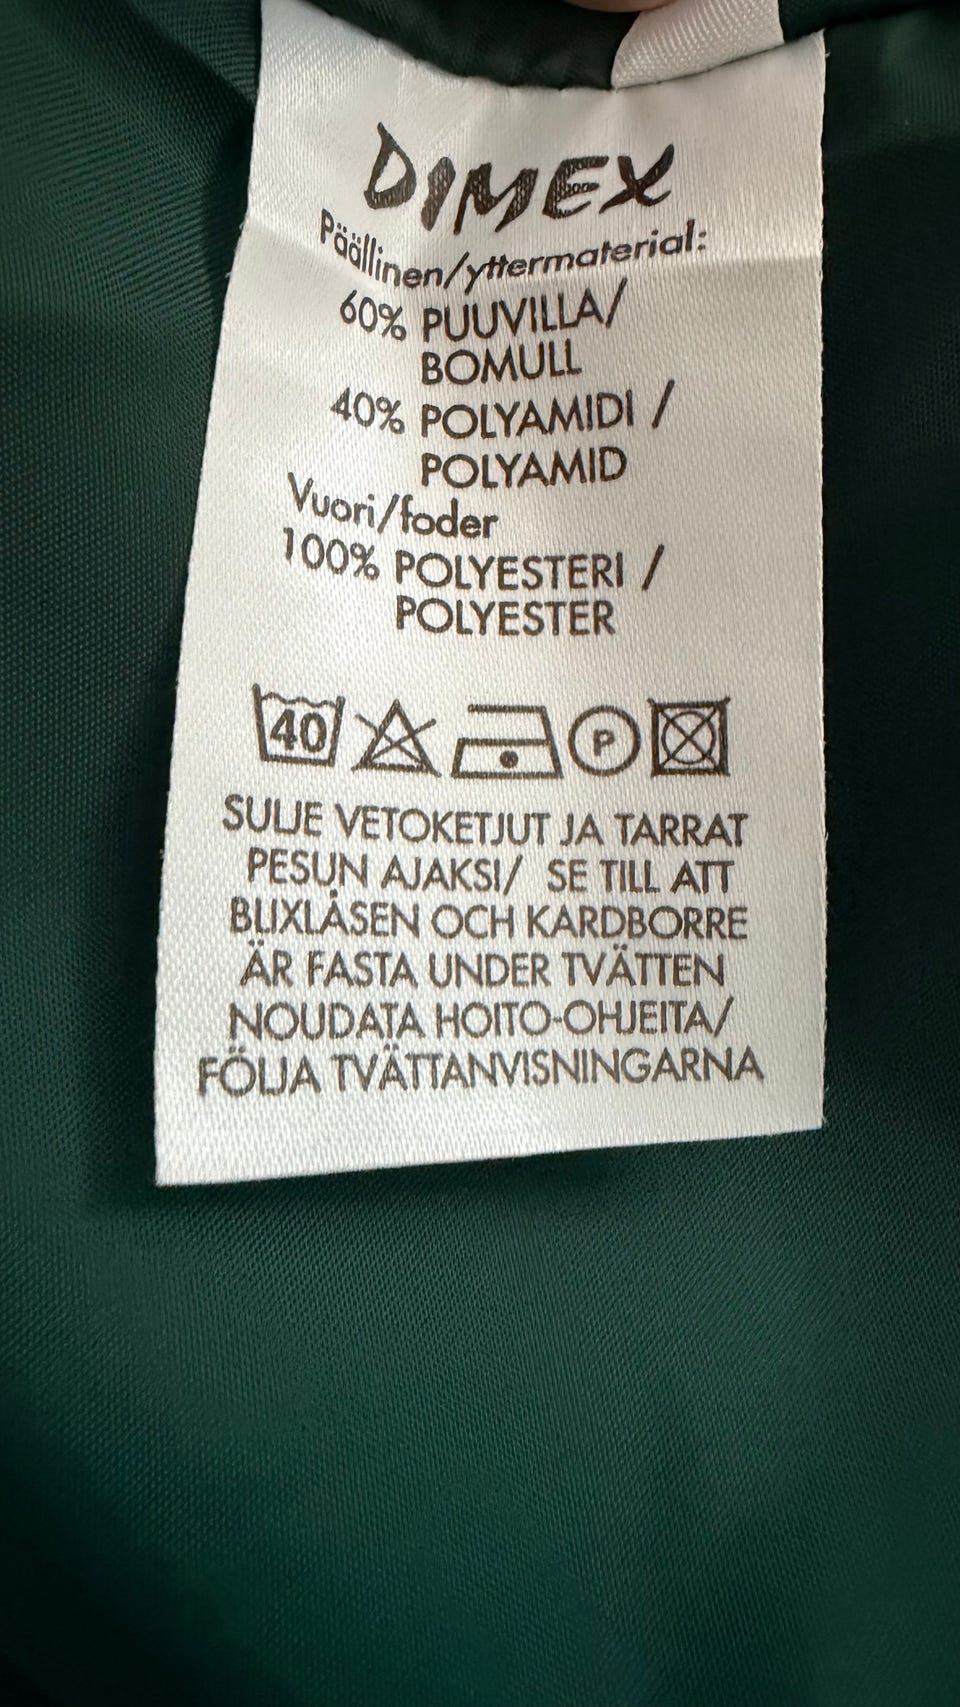 DIMEX
Päällinen/yttermaterial:
60% PUUVILLA/
BOMULL
40% POLYAMIDI /
POLYAMID
Vuori/foder
100% POLYESTERI /
POLYESTER
40 P
SULJE VETOKETJUT JA TARRAT
PESUN AJAKSI/ SE TILL ATT
BLIXLÅSEN OCH KARDBORRE
ÄR FASTA UNDER TVÄTTEN
NOUDATA HOITO-OHJEITA/
FÖLJA TVÄTTANVISNINGARNA